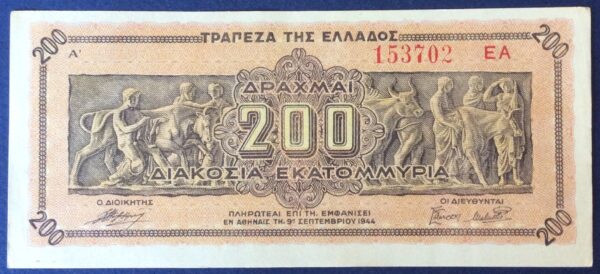 200 200
ΤΡΑΠΕΖΑ ΤΗΣ ΕΛΛΑΔΟΣ
Α' 153702 ΕΑ
ΔΡΑΧΜΑΙ
200
ΔΙΑΚΟΣΙΑ ΕΚΑΤΟΜΜΥΡΙΑ
Ο ΔΙΟΙΚΗΤΗΣ ΟΙ ΔΙΕΥΘΥΝΤΑΙ
ΠΛΗΡΩΤΕΑΙ ΕΠΙ ΤΗ, ΕΜΦΑΝΙΣΕΙ
ΕΝ ΑΘΗΝΑΙΣ ΤΗ, 9ῃ ΣΕΠΤΕΜΒΡΙΟΥ 1944
200 200